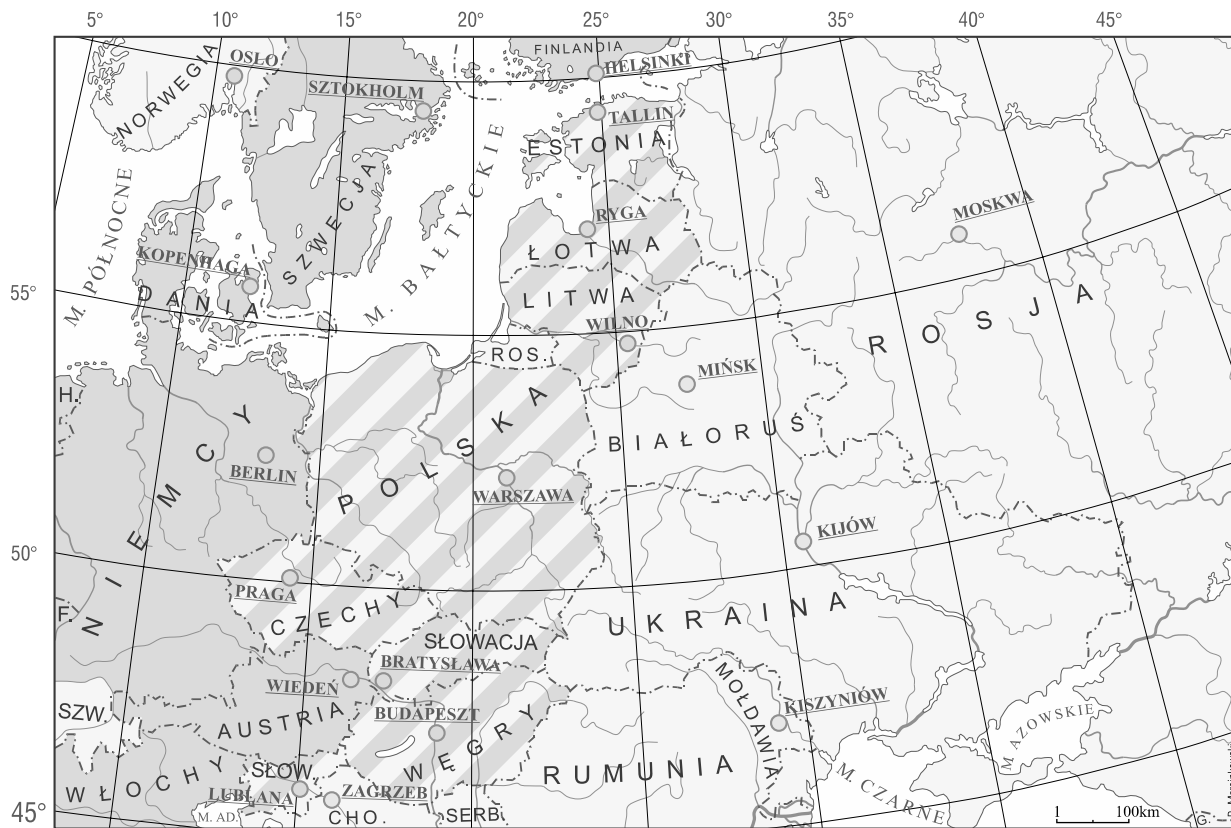 5° 10° 15° 20° 25° 30° 35° 40° 45°
FINLANDIA
OSLO
HELSINKI
NORWEGIA
SZTOKHOLM
TALLIN
ESTONIA
M. PÓŁNOCNE
SZWECJA
M. BAŁTYCKIE
RYGA
MOSKWA
ŁOTWA
KOPENHAGA
DANIA
LITWA
55°
ROSJA
WILNO
ROS.
MIŃSK
H.
POLSKA
BIAŁORUŚ
BERLIN
NIEMCY
WARSZAWA
KIJÓW
50°
PRAGA
CZECHY
UKRAINA
F.
SŁOWACJA
BRATYSŁAWA
WIEDEŃ
MOŁDAWIA
KISZYNIÓW
SZW.
AUSTRIA
BUDAPESZT
M AZOWSKIE
WĘGRY
WŁOCHY
SŁOW
RUMUNIA
LUBLANA
ZAGRZEB
M. CZARNE
45°
M. AD.
CHO.
SERB.
1 100km
G.